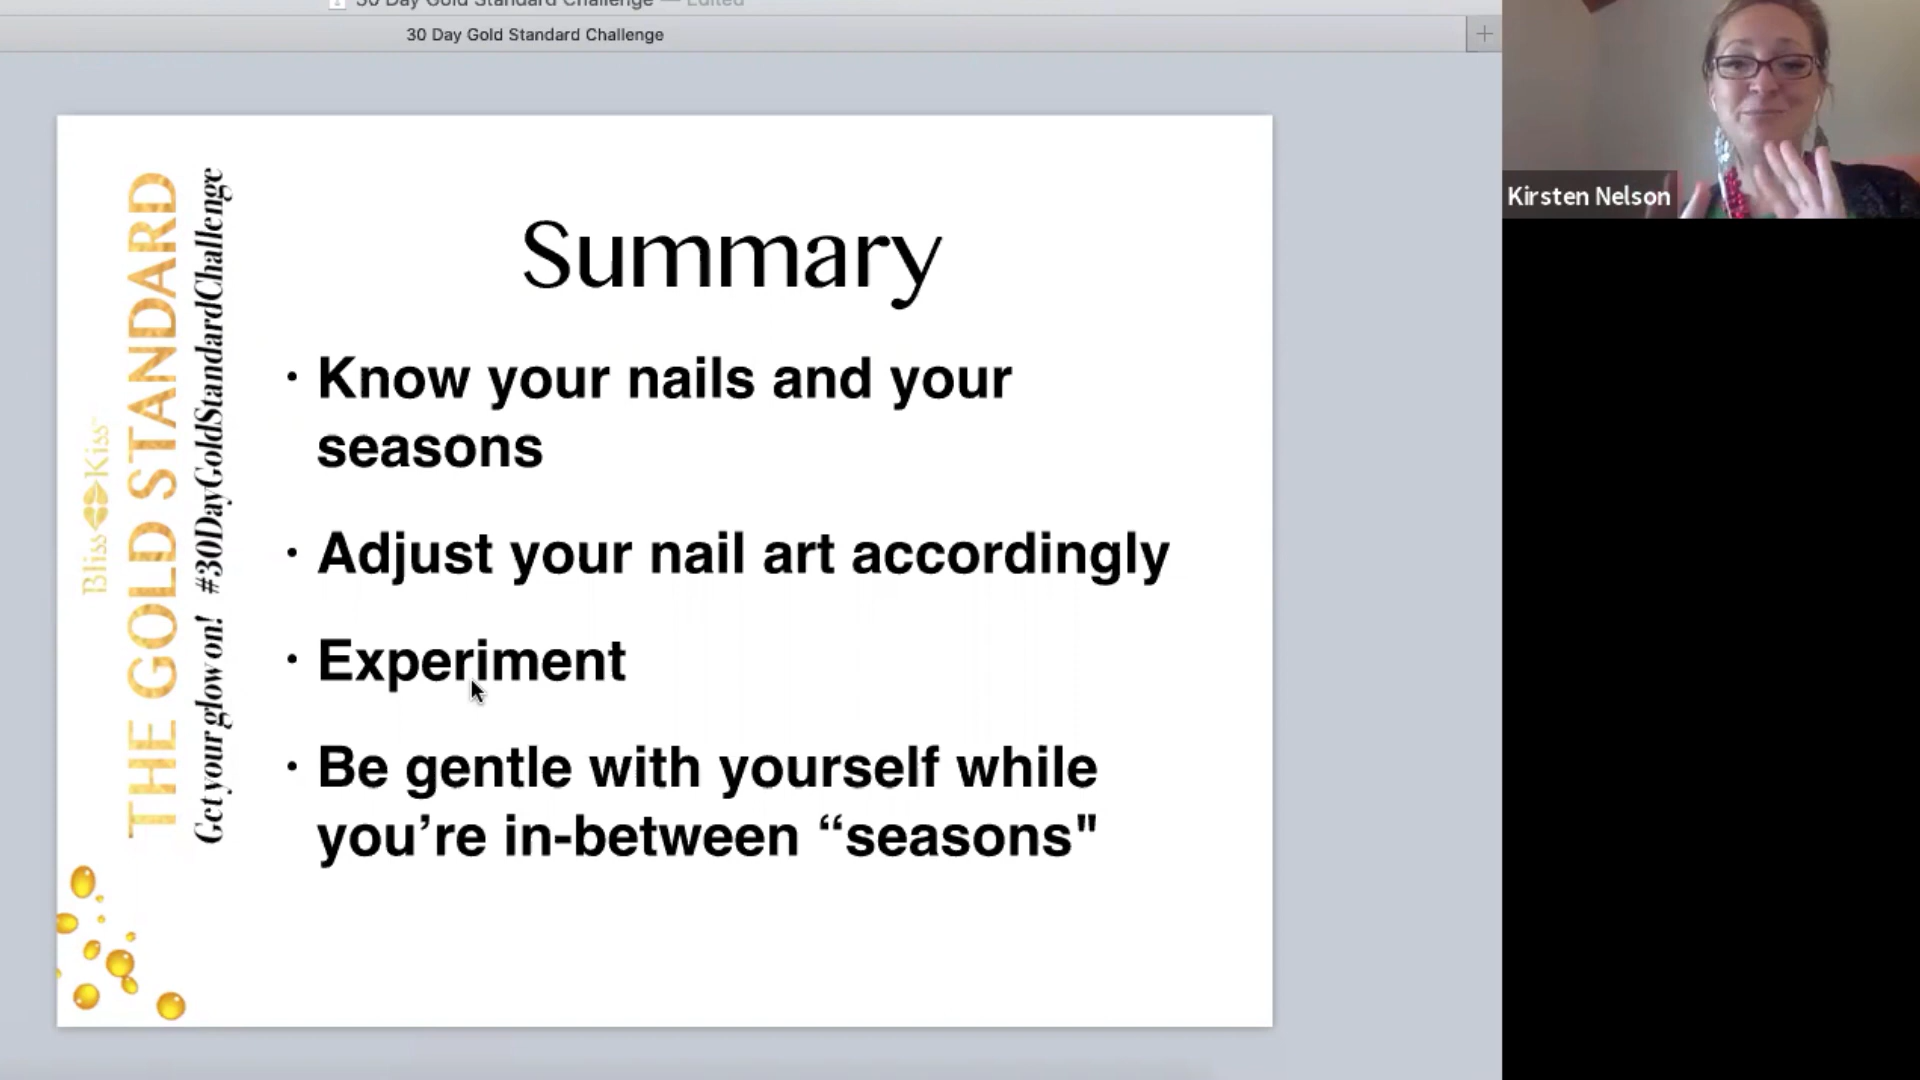 30 Day Gold Standard Challenge — Edited
30 Day Gold Standard Challenge
Kirsten Nelson
Bliss Kiss™
THE GOLD STANDARD
Get your glow on! #30DayGoldStandardChallenge
Summary
• Know your nails and your
seasons
• Adjust your nail art accordingly
• Experiment
• Be gentle with yourself while
you’re in-between “seasons"